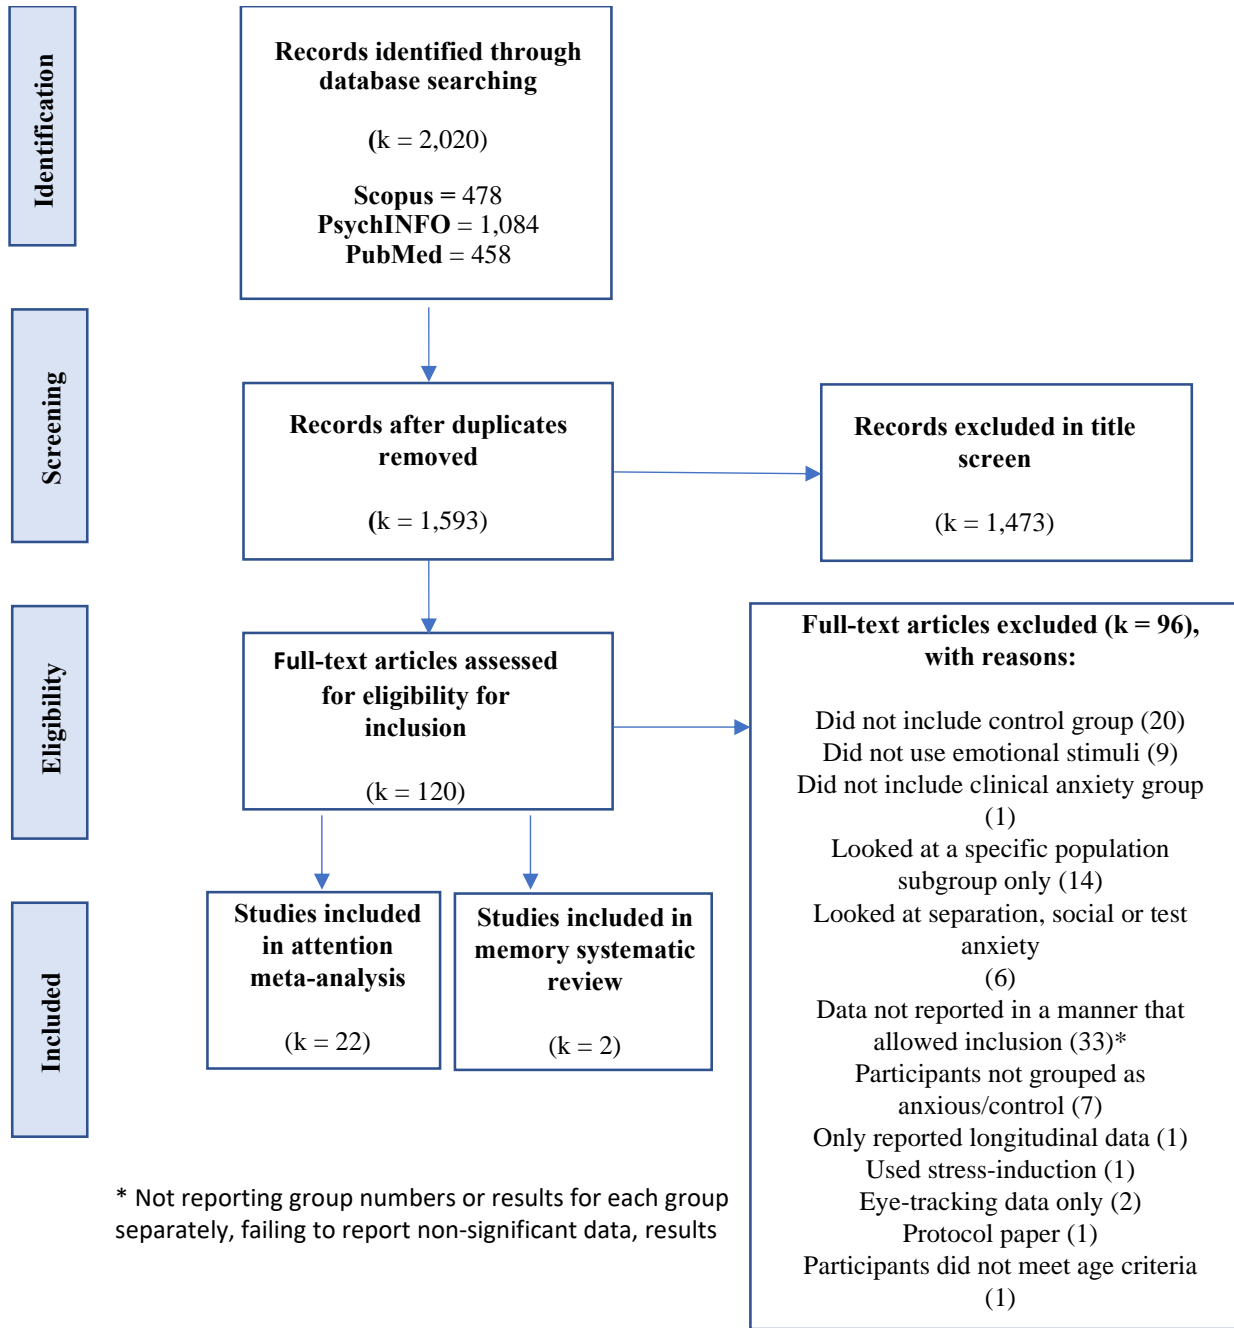 Identification
Records identified through
database searching
(k = 2,020)
Scopus = 478
PsychINFO = 1,084
PubMed = 458
Screening
Records after duplicates
removed
(k = 1,593)
Records excluded in title
screen
(k = 1,473)
Eligibility
Full-text articles assessed
for eligibility for
inclusion
(k = 120)
Full-text articles excluded (k = 96),
with reasons:
Did not include control group (20)
Did not use emotional stimuli (9)
Did not include clinical anxiety group
(1)
Looked at a specific population
subgroup only (14)
Looked at separation, social or test
anxiety
(6)
Data not reported in a manner that
allowed inclusion (33)*
Participants not grouped as
anxious/control (7)
Only reported longitudinal data (1)
Used stress-induction (1)
Eye-tracking data only (2)
Protocol paper (1)
Participants did not meet age criteria
(1)
Included
Studies included
in attention
meta-analysis
(k = 22)
Studies included in
memory systematic
review
(k = 2)
* Not reporting group numbers or results for each group
separately, failing to report non-significant data, results